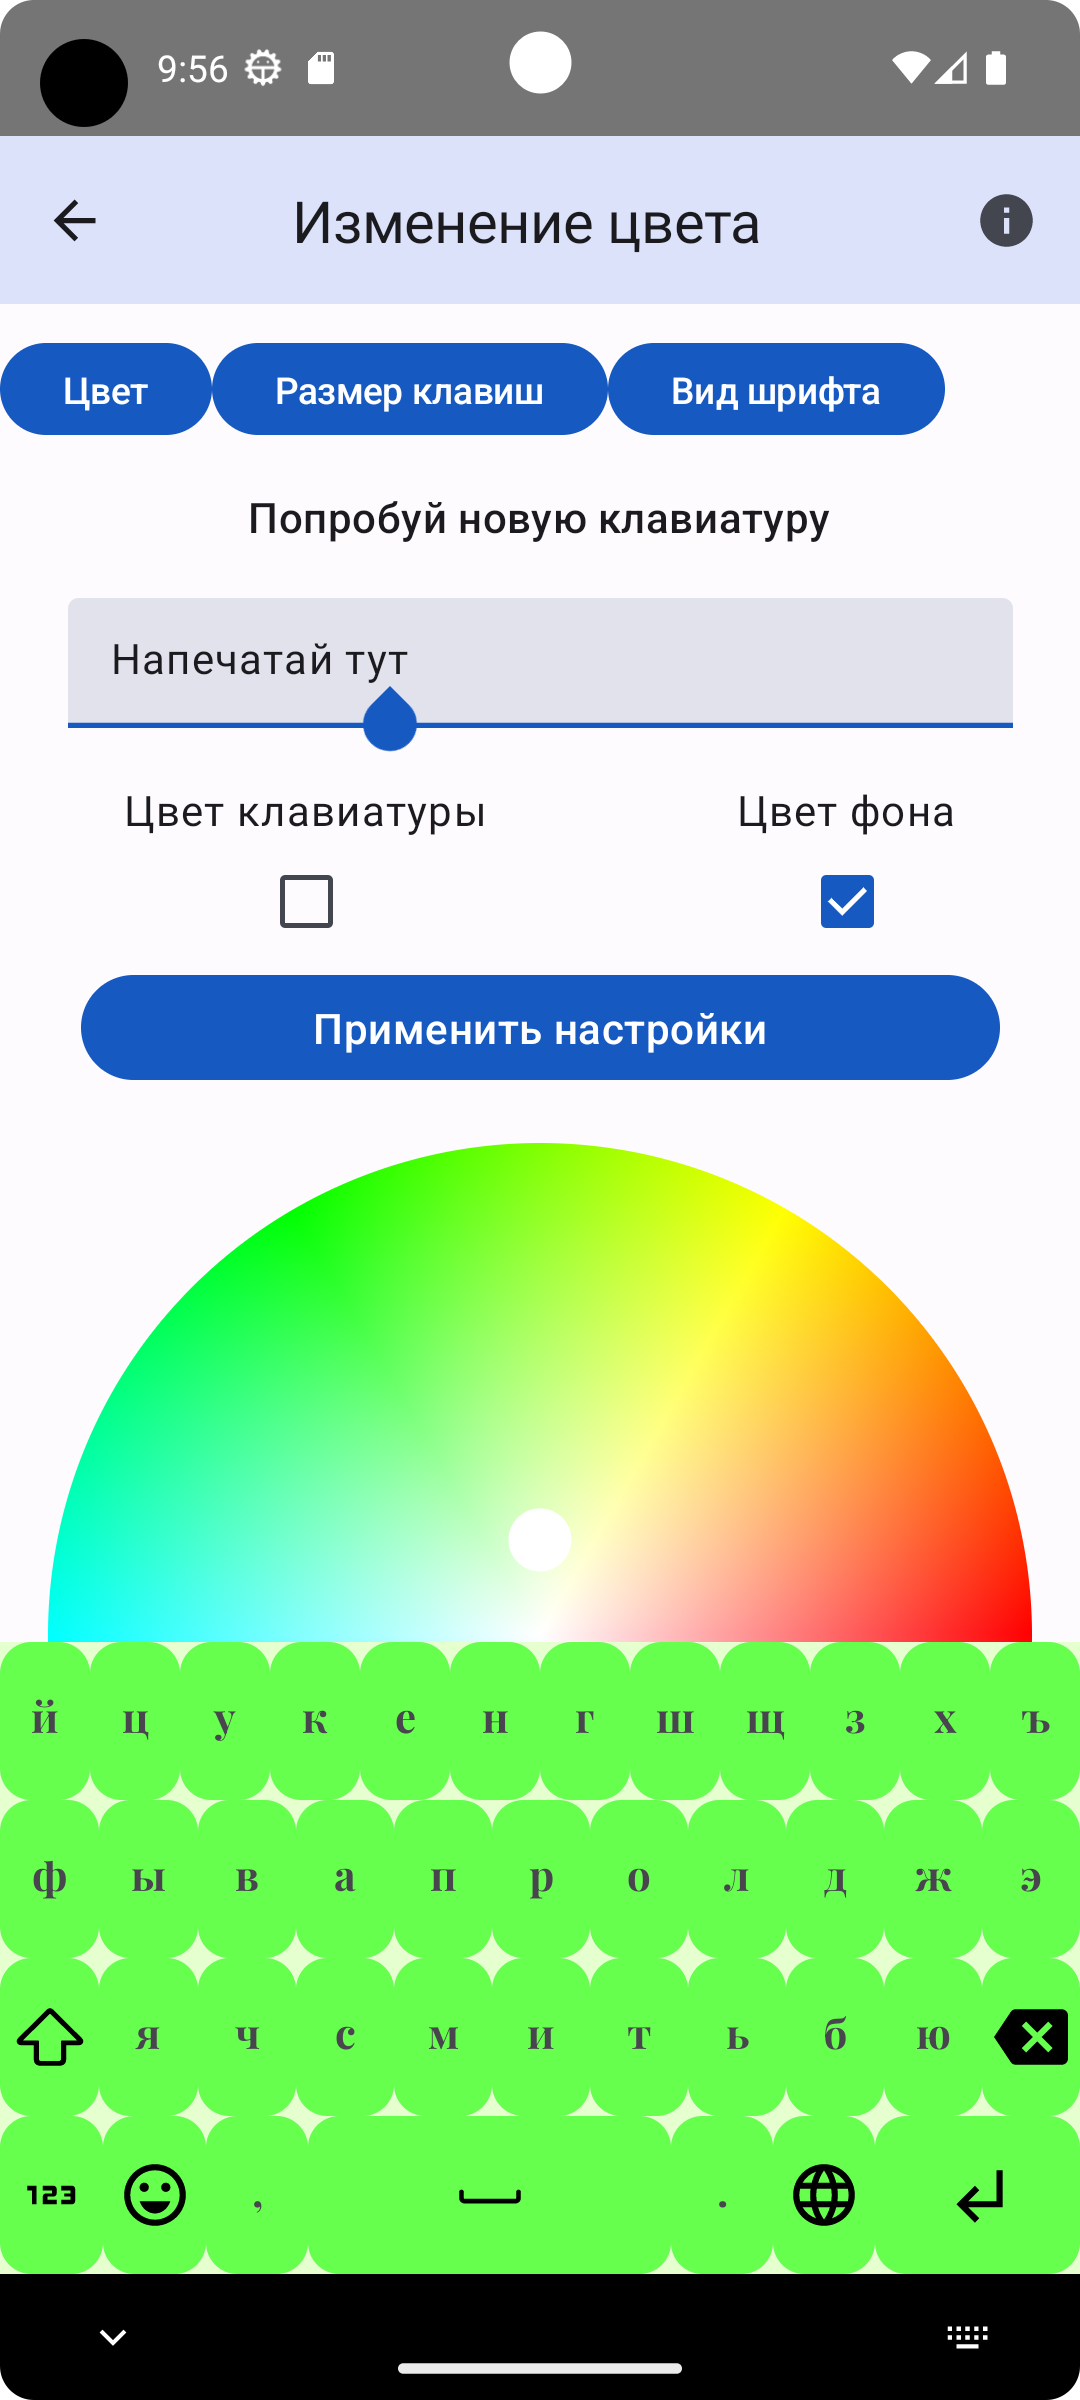 9:56
Изменение цвета
Цвет Размер клавиш Вид шрифта
Попробуй новую клавиатуру
Напечатай тут
Цвет клавиатуры Цвет фона
Применить настройки
й ц у к е н г ш щ з х ъ
ф ы в а п р о л д ж э
я ч с м и т ь б ю
123 , .